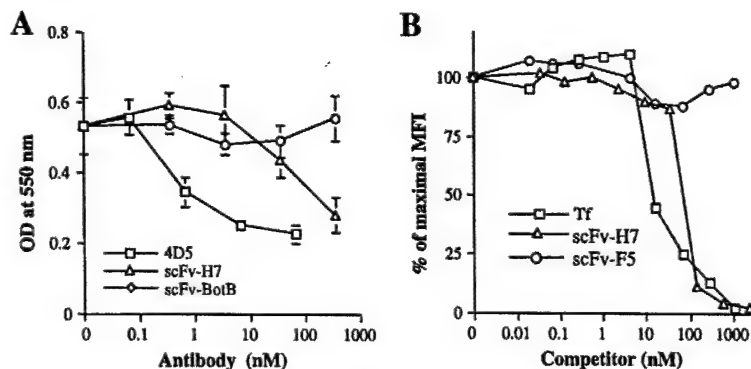 A
0.8
0.6
0.4
0.2
0
OD at 550 nm
4D5
scFv-H7
scFv-BotB
0 0.1 1 10 100 1000
Antibody (nM)
B
100
75
50
25
0
% of maximal MFI
Tf
scFv-H7
scFv-F5
0 0.01 0.1 1 10 100 1000
Competitor (nM)